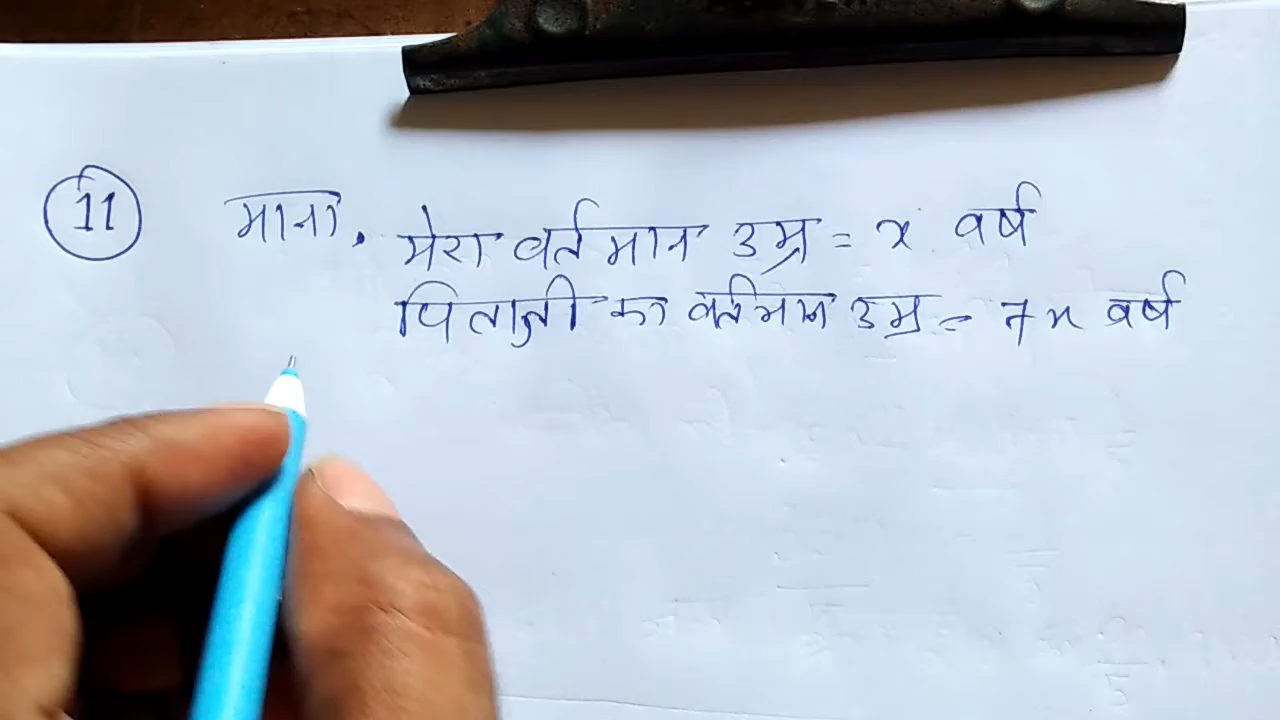 11 माना, मेरा वर्तमान उम्र = x वर्ष
पिताजी का वर्तमान उम्र = 7x वर्ष